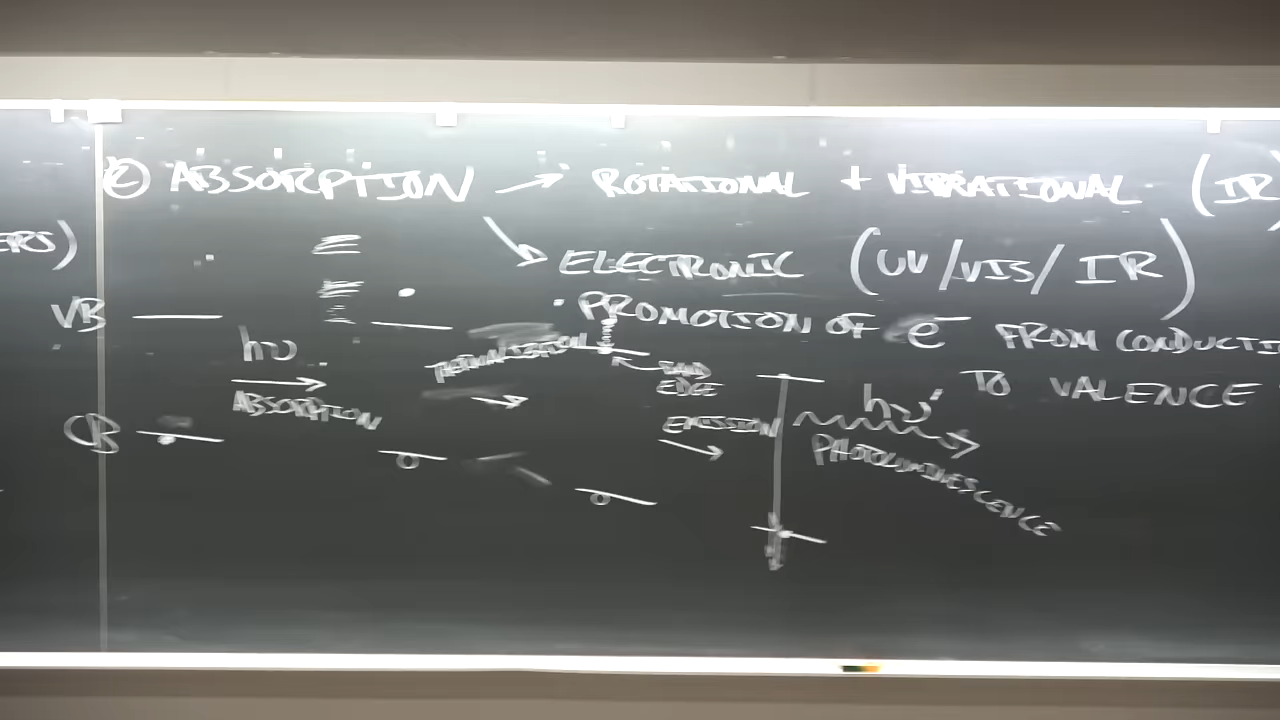 ERS)
② ABSORPTION → ROTATIONAL + VIBRATIONAL (IR
→ ELECTRONIC (UV/VIS/IR)
• PROMOTION OF e⁻ FROM CONDUCTI
TO VALENCE
VB
CB
hν
→
ABSORPTION
THERMALIZATION
→
BAND
EDGE
EMISSION
→
hν'
PHOTOLUMINESCENCE